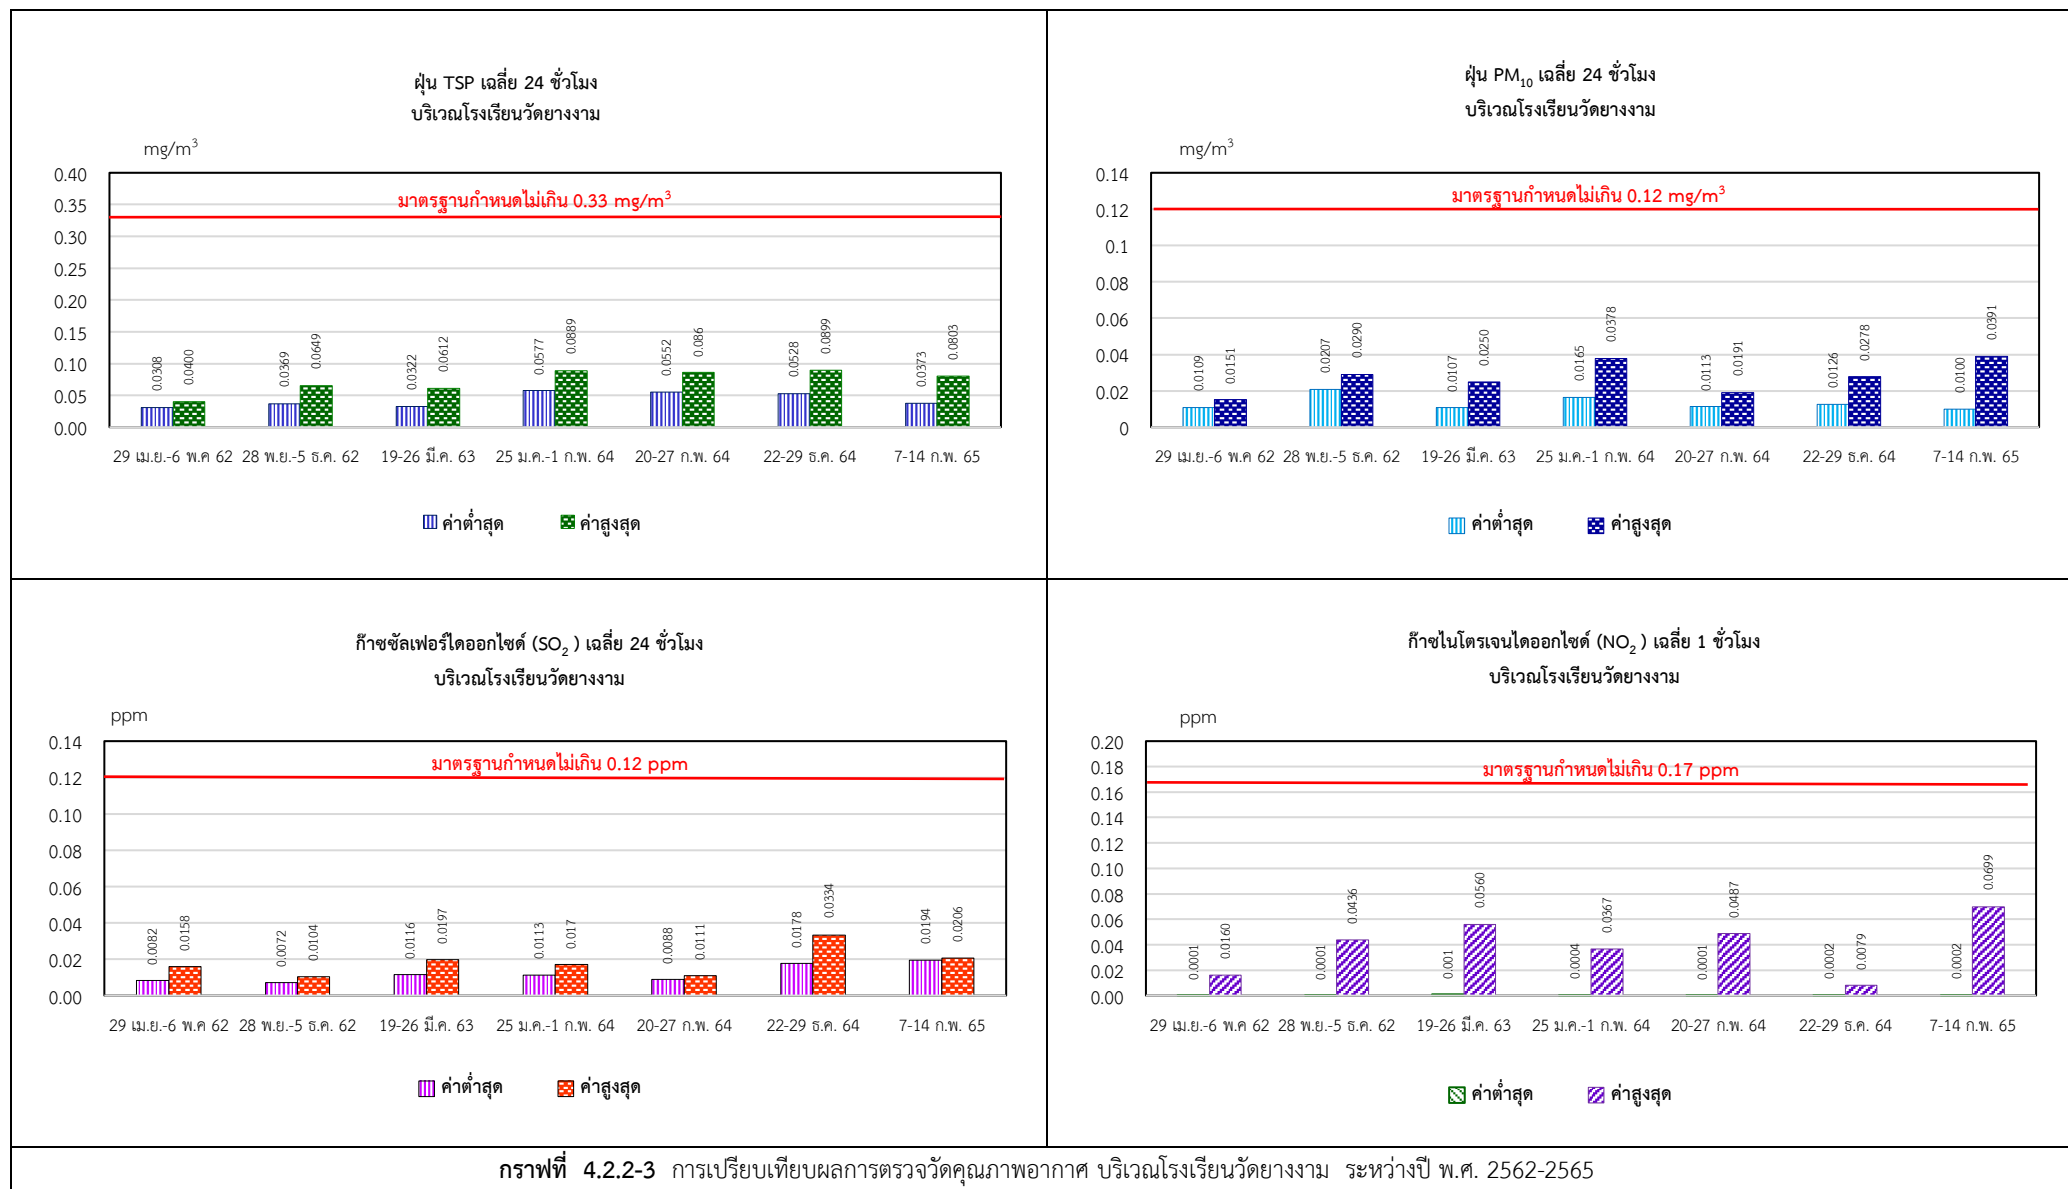 ฝุ่น TSP เฉลี่ย 24 ชั่วโมง
บริเวณโรงเรียนวัดยางงาม
mg/m³
มาตรฐานกำหนดไม่เกิน 0.33 mg/m³
0.40
0.35
0.30
0.25
0.20
0.15
0.10
0.05
0.00
0.0308 0.0400 0.0369 0.0649 0.0322 0.0612 0.0577 0.0889 0.0552 0.086 0.0528 0.0899 0.0373 0.0803
29 เม.ย.-6 พ.ค 62 28 พ.ย.-5 ธ.ค. 62 19-26 มี.ค. 63 25 ม.ค.-1 ก.พ. 64 20-27 ก.พ. 64 22-29 ธ.ค. 64 7-14 ก.พ. 65
ค่าต่ำสุด ค่าสูงสุด
ฝุ่น PM₁₀ เฉลี่ย 24 ชั่วโมง
บริเวณโรงเรียนวัดยางงาม
mg/m³
มาตรฐานกำหนดไม่เกิน 0.12 mg/m³
0.14
0.12
0.1
0.08
0.06
0.04
0.02
0
0.0109 0.0151 0.0207 0.0290 0.0107 0.0250 0.0165 0.0378 0.0113 0.0191 0.0126 0.0278 0.0100 0.0391
29 เม.ย.-6 พ.ค 62 28 พ.ย.-5 ธ.ค. 62 19-26 มี.ค. 63 25 ม.ค.-1 ก.พ. 64 20-27 ก.พ. 64 22-29 ธ.ค. 64 7-14 ก.พ. 65
ค่าต่ำสุด ค่าสูงสุด
ก๊าซซัลเฟอร์ไดออกไซด์ (SO₂ ) เฉลี่ย 24 ชั่วโมง
บริเวณโรงเรียนวัดยางงาม
ppm
มาตรฐานกำหนดไม่เกิน 0.12 ppm
0.14
0.12
0.10
0.08
0.06
0.04
0.02
0.00
0.0082 0.0158 0.0072 0.0104 0.0116 0.0197 0.0113 0.017 0.0088 0.0111 0.0178 0.0334 0.0194 0.0206
29 เม.ย.-6 พ.ค 62 28 พ.ย.-5 ธ.ค. 62 19-26 มี.ค. 63 25 ม.ค.-1 ก.พ. 64 20-27 ก.พ. 64 22-29 ธ.ค. 64 7-14 ก.พ. 65
ค่าต่ำสุด ค่าสูงสุด
ก๊าซไนโตรเจนไดออกไซด์ (NO₂ ) เฉลี่ย 1 ชั่วโมง
บริเวณโรงเรียนวัดยางงาม
ppm
มาตรฐานกำหนดไม่เกิน 0.17 ppm
0.20
0.18
0.16
0.14
0.12
0.10
0.08
0.06
0.04
0.02
0.00
0.0001 0.0160 0.0001 0.0436 0.001 0.0560 0.0004 0.0367 0.0001 0.0487 0.0002 0.0079 0.0002 0.0699
29 เม.ย.-6 พ.ค 62 28 พ.ย.-5 ธ.ค. 62 19-26 มี.ค. 63 25 ม.ค.-1 ก.พ. 64 20-27 ก.พ. 64 22-29 ธ.ค. 64 7-14 ก.พ. 65
ค่าต่ำสุด ค่าสูงสุด
กราฟที่ 4.2.2-3 การเปรียบเทียบผลการตรวจวัดคุณภาพอากาศ บริเวณโรงเรียนวัดยางงาม ระหว่างปี พ.ศ. 2562-2565